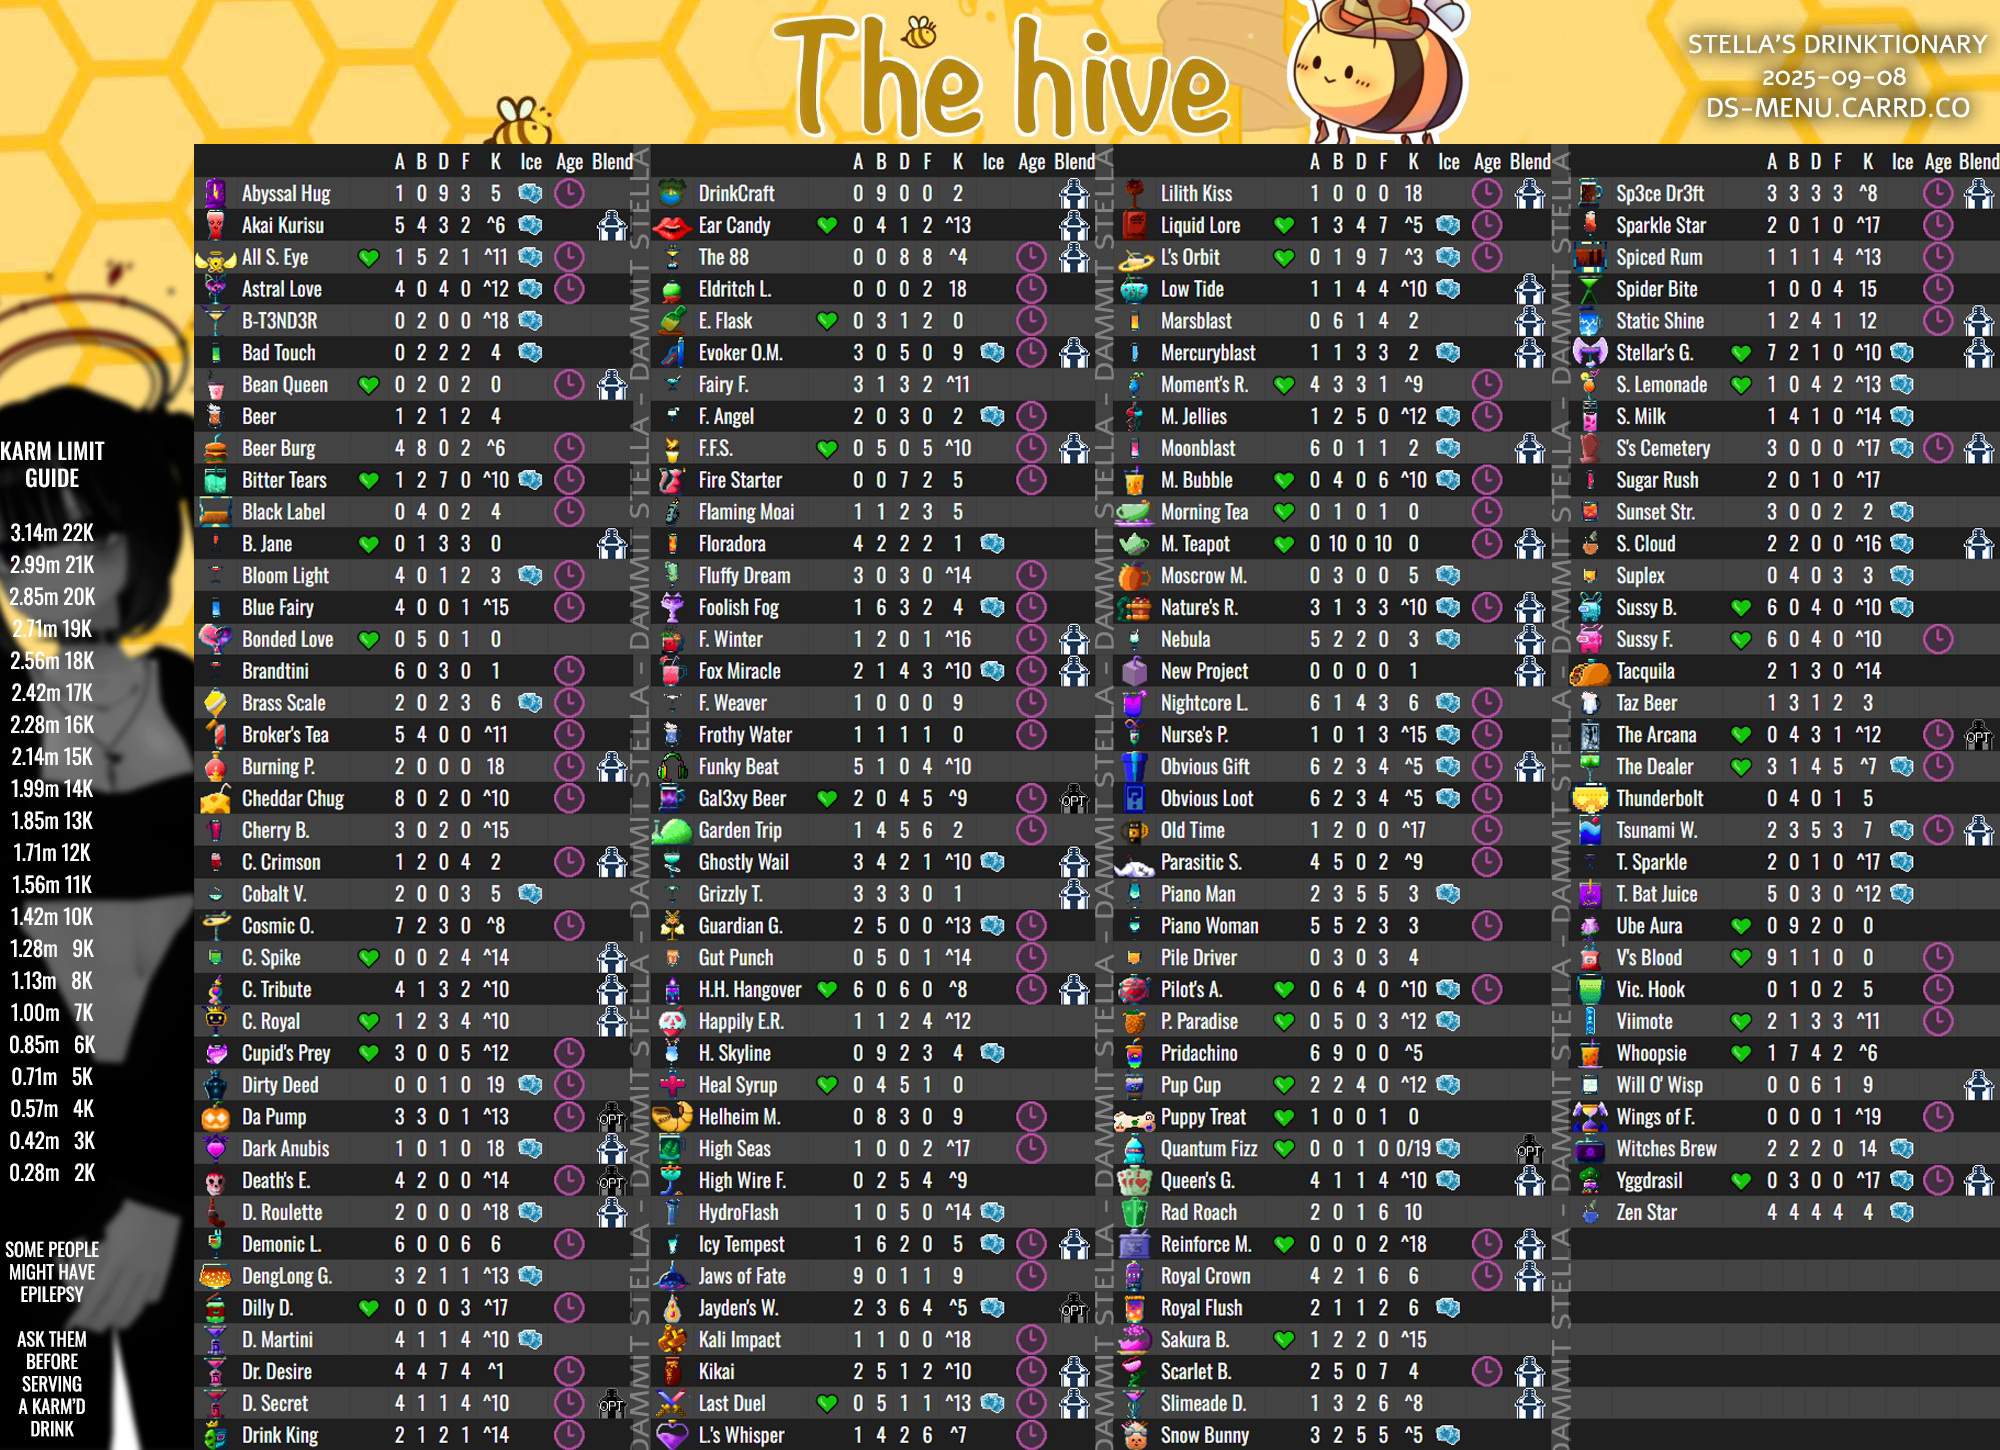 The hive
STELLA'S DRINKTIONARY
2025-09-08
DS-MENU.CARRD.CO
KARM LIMIT
GUIDE
3.14m 22K
2.99m 21K
2.85m 20K
2.71m 19K
2.56m 18K
2.42m 17K
2.28m 16K
2.14m 15K
1.99m 14K
1.85m 13K
1.71m 12K
1.56m 11K
1.42m 10K
1.28m 9K
1.13m 8K
1.00m 7K
0.85m 6K
0.71m 5K
0.57m 4K
0.42m 3K
0.28m 2K
SOME PEOPLE
MIGHT HAVE
EPILEPSY
ASK THEM
BEFORE
SERVING
A KARM'D
DRINK
A B D F K Ice Age Blend
Abyssal Hug 1 0 9 3 5
Akai Kurisu 5 4 3 2 ^6
All S. Eye 1 5 2 1 ^11
Astral Love 4 0 4 0 ^12
B-T3ND3R 0 2 0 0 ^18
Bad Touch 0 2 2 2 4
Bean Queen 0 2 0 2 0
Beer 1 2 1 2 4
Beer Burg 4 8 0 2 ^6
Bitter Tears 1 2 7 0 ^10
Black Label 0 4 0 2 4
B. Jane 0 1 3 3 0
Bloom Light 4 0 1 2 3
Blue Fairy 4 0 0 1 ^15
Bonded Love 0 5 0 1 0
Brandtini 6 0 3 0 1
Brass Scale 2 0 2 3 6
Broker's Tea 5 4 0 0 ^11
Burning P. 2 0 0 0 18
Cheddar Chug 8 0 2 0 ^10
Cherry B. 3 0 2 0 ^15
C. Crimson 1 2 0 4 2
Cobalt V. 2 0 0 3 5
Cosmic O. 7 2 3 0 ^8
C. Spike 0 0 2 4 ^14
C. Tribute 4 1 3 2 ^10
C. Royal 1 2 3 4 ^10
Cupid's Prey 3 0 0 5 ^12
Dirty Deed 0 0 1 0 19
Da Pump 3 3 0 1 ^13 OPT
Dark Anubis 1 0 1 0 18
Death's E. 4 2 0 0 ^14 OPT
D. Roulette 2 0 0 0 ^18
Demonic L. 6 0 0 6 6
DengLong G. 3 2 1 1 ^13
Dilly D. 0 0 0 3 ^17
D. Martini 4 1 1 4 ^10
Dr. Desire 4 4 7 4 ^1
D. Secret 4 1 1 4 ^10 OPT
Drink King 2 1 2 1 ^14
STELLA - DAMMIT STELLA - DAMMIT STELLA - DAMMIT
A B D F K Ice Age Blend
DrinkCraft 0 9 0 0 2
Ear Candy 0 4 1 2 ^13
The 88 0 0 8 8 ^4
Eldritch L. 0 0 0 2 18
E. Flask 0 3 1 2 0
Evoker O.M. 3 0 5 0 9
Fairy F. 3 1 3 2 ^11
F. Angel 2 0 3 0 2
F.F.S. 0 5 0 5 ^10
Fire Starter 0 0 7 2 5
Flaming Moai 1 1 2 3 5
Floradora 4 2 2 2 1
Fluffy Dream 3 0 3 0 ^14
Foolish Fog 1 6 3 2 4
F. Winter 1 2 0 1 ^16
Fox Miracle 2 1 4 3 ^10
F. Weaver 1 0 0 0 9
Frothy Water 1 1 1 1 0
Funky Beat 5 1 0 4 ^10
Gal3xy Beer 2 0 4 5 ^9 OPT
Garden Trip 1 4 5 6 2
Ghostly Wail 3 4 2 1 ^10
Grizzly T. 3 3 3 0 1
Guardian G. 2 5 0 0 ^13
Gut Punch 0 5 0 1 ^14
H.H. Hangover 6 0 6 0 ^8
Happily E.R. 1 1 2 4 ^12
H. Skyline 0 9 2 3 4
Heal Syrup 0 4 5 1 0
Helheim M. 0 8 3 0 9
High Seas 1 0 0 2 ^17
High Wire F. 0 2 5 4 ^9
HydroFlash 1 0 5 0 ^14
Icy Tempest 1 6 2 0 5
Jaws of Fate 9 0 1 1 9
Jayden's W. 2 3 6 4 ^5 OPT
Kali Impact 1 1 0 0 ^18
Kikai 2 5 1 2 ^10
Last Duel 0 5 1 1 ^13
L.'s Whisper 1 4 2 6 ^7
STELLA - DAMMIT STELLA - DAMMIT STELLA - DAMMIT
A B D F K Ice Age Blend
Lilith Kiss 1 0 0 0 18
Liquid Lore 1 3 4 7 ^5
L's Orbit 0 1 9 7 ^3
Low Tide 1 1 4 4 ^10
Marsblast 0 6 1 4 2
Mercuryblast 1 1 3 3 2
Moment's R. 4 3 3 1 ^9
M. Jellies 1 2 5 0 ^12
Moonblast 6 0 1 1 2
M. Bubble 0 4 0 6 ^10
Morning Tea 0 1 0 1 0
M. Teapot 0 10 0 10 0
Moscrow M. 0 3 0 0 5
Nature's R. 3 1 3 3 ^10
Nebula 5 2 2 0 3
New Project 0 0 0 0 1
Nightcore L. 6 1 4 3 6
Nurse's P. 1 0 1 3 ^15
Obvious Gift 6 2 3 4 ^5
Obvious Loot 6 2 3 4 ^5
Old Time 1 2 0 0 ^17
Parasitic S. 4 5 0 2 ^9
Piano Man 2 3 5 5 3
Piano Woman 5 5 2 3 3
Pile Driver 0 3 0 3 4
Pilot's A. 0 6 4 0 ^10
P. Paradise 0 5 0 3 ^12
Pridachino 6 9 0 0 ^5
Pup Cup 2 2 4 0 ^12
Puppy Treat 1 0 0 1 0
Quantum Fizz 0 0 1 0 0/19 OPT
Queen's G. 4 1 1 4 ^10
Rad Roach 2 0 1 6 10
Reinforce M. 0 0 0 2 ^18
Royal Crown 4 2 1 6 6
Royal Flush 2 1 1 2 6
Sakura B. 1 2 2 0 ^15
Scarlet B. 2 5 0 7 4
Slimeade D. 1 3 2 6 ^8
Snow Bunny 3 2 5 5 ^5
STELLA - DAMMIT STELLA - DAMMIT STELLA - DAMMIT
A B D F K Ice Age Blend
Sp3ce Dr3ft 3 3 3 3 ^8
Sparkle Star 2 0 1 0 ^17
Spiced Rum 1 1 1 4 ^13
Spider Bite 1 0 0 4 15
Static Shine 1 2 4 1 12
Stellar's G. 7 2 1 0 ^10
S. Lemonade 1 0 4 2 ^13
S. Milk 1 4 1 0 ^14
S's Cemetery 3 0 0 0 ^17
Sugar Rush 2 0 1 0 ^17
Sunset Str. 3 0 0 2 2
S. Cloud 2 2 0 0 ^16
Suplex 0 4 0 3 3
Sussy B. 6 0 4 0 ^10
Sussy F. 6 0 4 0 ^10
Tacquila 2 1 3 0 ^14
Taz Beer 1 3 1 2 3
The Arcana 0 4 3 1 ^12 OPT
The Dealer 3 1 4 5 ^7
Thunderbolt 0 4 0 1 5
Tsunami W. 2 3 5 3 7
T. Sparkle 2 0 1 0 ^17
T. Bat Juice 5 0 3 0 ^12
Ube Aura 0 9 2 0 0
V's Blood 9 1 1 0 0
Vic. Hook 0 1 0 2 5
Viimote 2 1 3 3 ^11
Whoopsie 1 7 4 2 ^6
Will O' Wisp 0 0 6 1 9
Wings of F. 0 0 0 1 ^19
Witches Brew 2 2 2 0 14
Yggdrasil 0 3 0 0 ^17
Zen Star 4 4 4 4 4